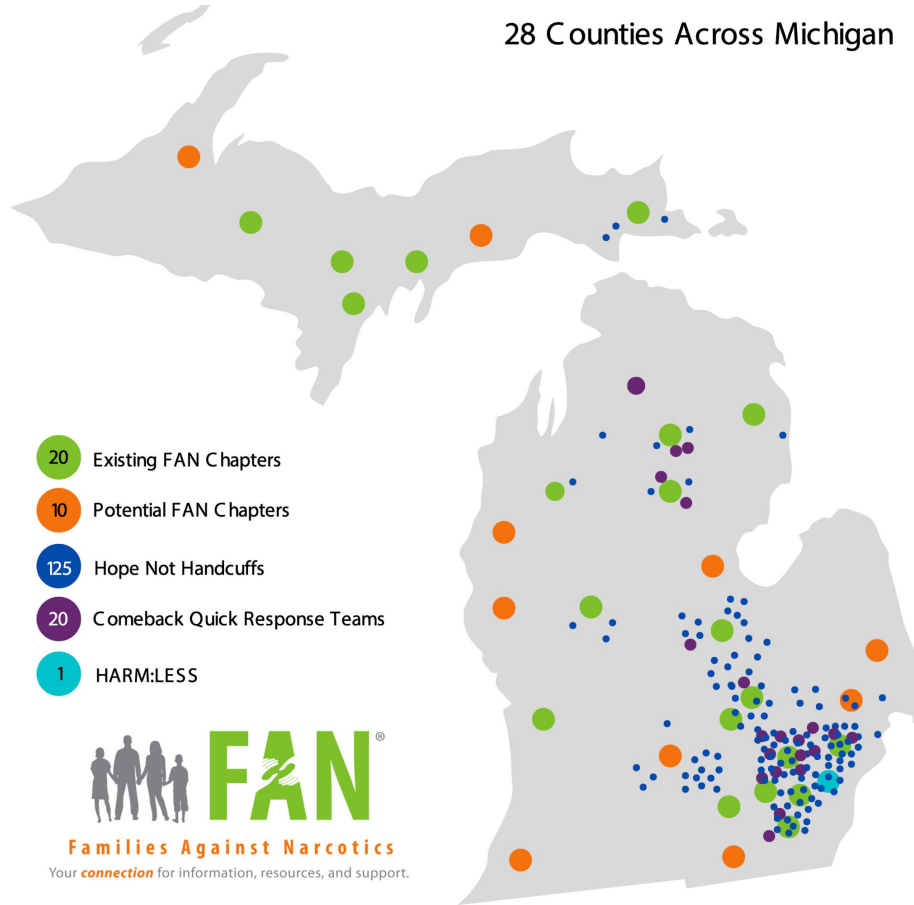 28 Counties Across Michigan
20 Existing FAN Chapters
10 Potential FAN Chapters
125 Hope Not Handcuffs
20 Comeback Quick Response Teams
1 HARM:LESS
FAN®
Families Against Narcotics
Your connection for information, resources, and support.